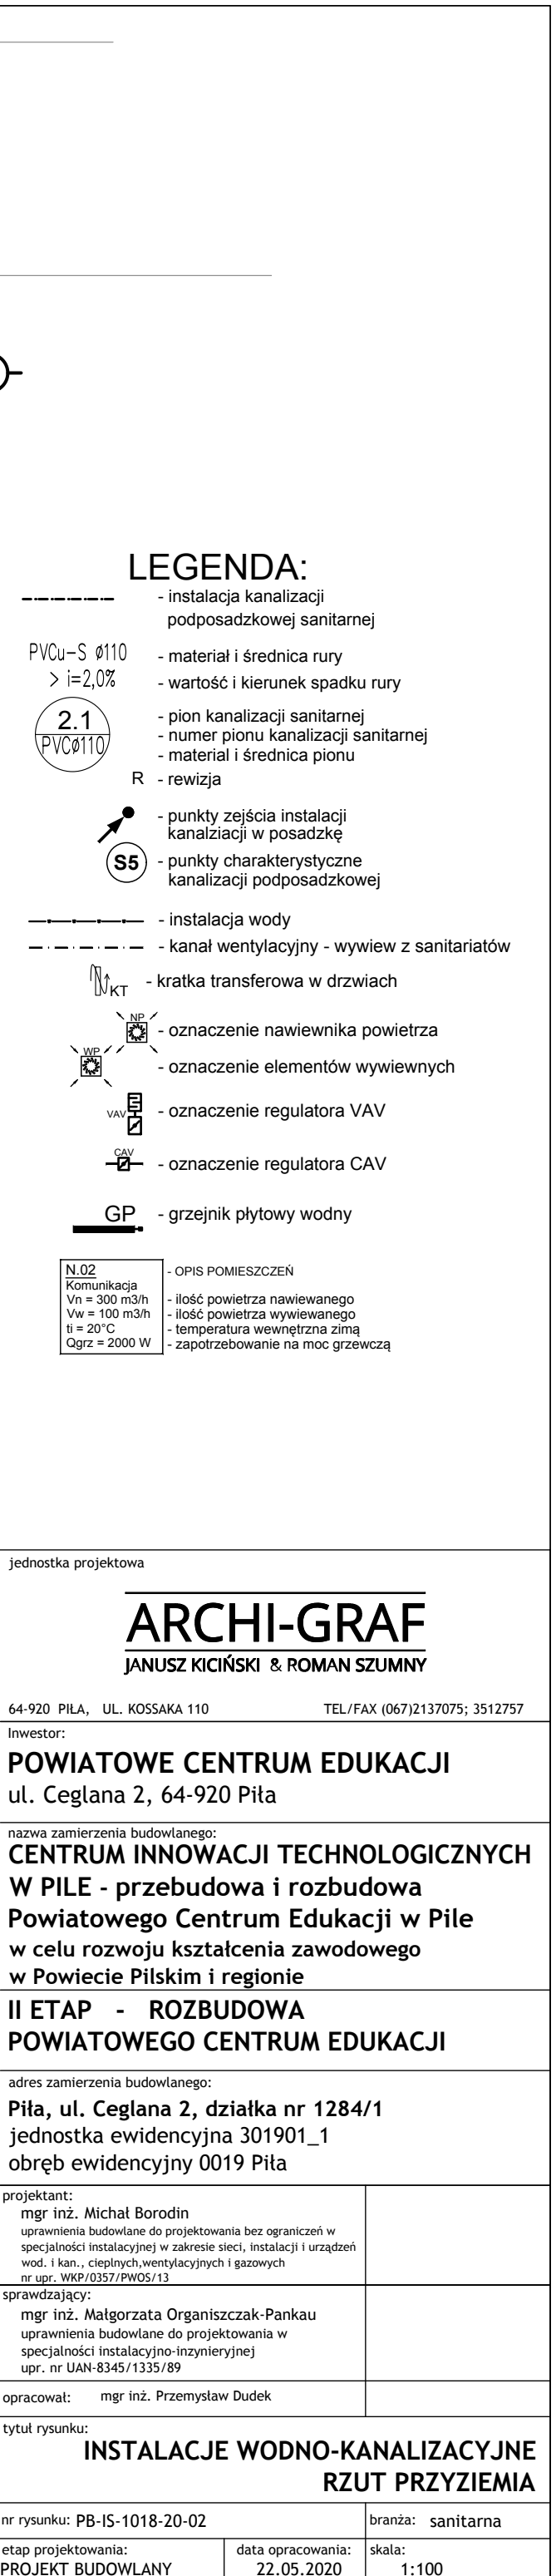 LEGENDA:
- instalacja kanalizacji
podposadzkowej sanitarnej
PVCu-S ø110 - materiał i średnica rury
> i=2,0% - wartość i kierunek spadku rury
2.1
PVCø110
- pion kanalizacji sanitarnej
- numer pionu kanalizacji sanitarnej
- material i średnica pionu
R - rewizja
- punkty zejścia instalacji
kanalziacji w posadzkę
S5 - punkty charakterystyczne
kanalizacji podposadzkowej
- instalacja wody
- kanał wentylacyjny - wywiew z sanitariatów
KT - kratka transferowa w drzwiach
NP - oznaczenie nawiewnika powietrza
WP - oznaczenie elementów wywiewnych
VAV - oznaczenie regulatora VAV
CAV - oznaczenie regulatora CAV
GP - grzejnik płytowy wodny
N.02 - OPIS POMIESZCZEŃ
Komunikacja
Vn = 300 m3/h - ilość powietrza nawiewanego
Vw = 100 m3/h - ilość powietrza wywiewanego
ti = 20°C - temperatura wewnętrzna zimą
Qgrz = 2000 W - zapotrzebowanie na moc grzewczą
jednostka projektowa
ARCHI-GRAF
JANUSZ KICIŃSKI & ROMAN SZUMNY
64-920 PIŁA, UL. KOSSAKA 110 TEL/FAX (067)2137075; 3512757
Inwestor:
POWIATOWE CENTRUM EDUKACJI
ul. Ceglana 2, 64-920 Piła
nazwa zamierzenia budowlanego:
CENTRUM INNOWACJI TECHNOLOGICZNYCH
W PILE - przebudowa i rozbudowa
Powiatowego Centrum Edukacji w Pile
w celu rozwoju kształcenia zawodowego
w Powiecie Pilskim i regionie
II ETAP - ROZBUDOWA
POWIATOWEGO CENTRUM EDUKACJI
adres zamierzenia budowlanego:
Piła, ul. Ceglana 2, działka nr 1284/1
jednostka ewidencyjna 301901_1
obręb ewidencyjny 0019 Piła
projektant:
mgr inż. Michał Borodin
uprawnienia budowlane do projektowania bez ograniczeń w
specjalności instalacyjnej w zakresie sieci, instalacji i urządzeń
wod. i kan., cieplnych,wentylacyjnych i gazowych
nr upr. WKP/0357/PWOS/13
sprawdzający:
mgr inż. Małgorzata Organiszczak-Pankau
uprawnienia budowlane do projektowania w
specjalności instalacyjno-inzynieryjnej
upr. nr UAN-8345/1335/89
opracował: mgr inż. Przemysław Dudek
tytuł rysunku:
INSTALACJE WODNO-KANALIZACYJNE
RZUT PRZYZIEMIA
nr rysunku: PB-IS-1018-20-02 branża: sanitarna
etap projektowania: data opracowania: skala:
PROJEKT BUDOWLANY 22.05.2020 1:100